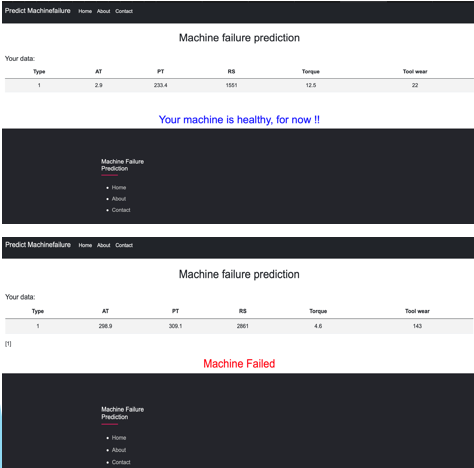 Predict Machinefailure Home About Contact
Machine failure prediction
Your data:
Type AT PT RS Torque Tool wear
1 2.9 233.4 1551 12.5 22
Your machine is healthy, for now !!
Machine Failure
Prediction
Home
About
Contact
Predict Machinefailure Home About Contact
Machine failure prediction
Your data:
Type AT PT RS Torque Tool wear
1 298.9 309.1 2861 4.6 143
[1]
Machine Failed
Machine Failure
Prediction
Home
About
Contact